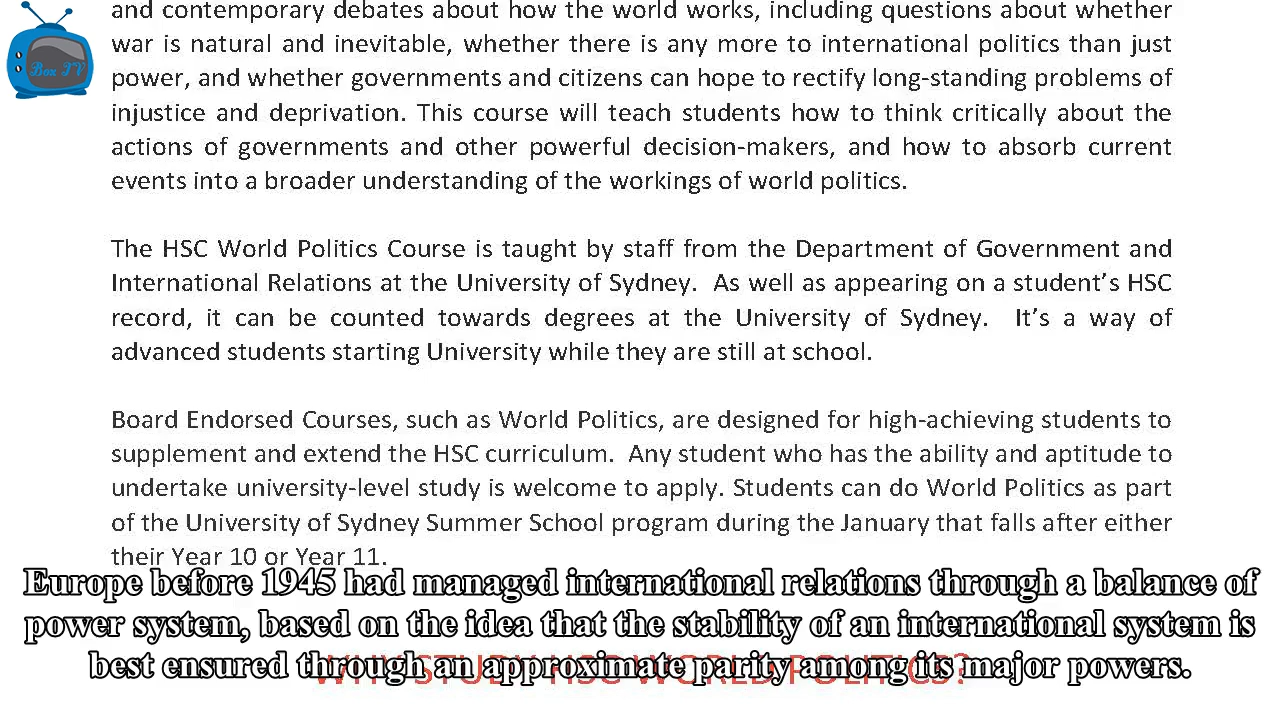 and contemporary debates about how the world works, including questions about whether
war is natural and inevitable, whether there is any more to international politics than just
power, and whether governments and citizens can hope to rectify long-standing problems of
injustice and deprivation. This course will teach students how to think critically about the
actions of governments and other powerful decision-makers, and how to absorb current
events into a broader understanding of the workings of world politics.
The HSC World Politics Course is taught by staff from the Department of Government and
International Relations at the University of Sydney.  As well as appearing on a student’s HSC
record, it can be counted towards degrees at the University of Sydney.  It’s a way of
advanced students starting University while they are still at school.
Board Endorsed Courses, such as World Politics, are designed for high-achieving students to
supplement and extend the HSC curriculum.  Any student who has the ability and aptitude to
undertake university-level study is welcome to apply. Students can do World Politics as part
of the University of Sydney Summer School program during the January that falls after either
their Year 10 or Year 11.
Europe before 1945 had managed international relations through a balance of
power system, based on the idea that the stability of an international system is
best ensured through an approximate parity among its major powers.
WHY STUDY HSC WORLD POLITICS?
Box TV